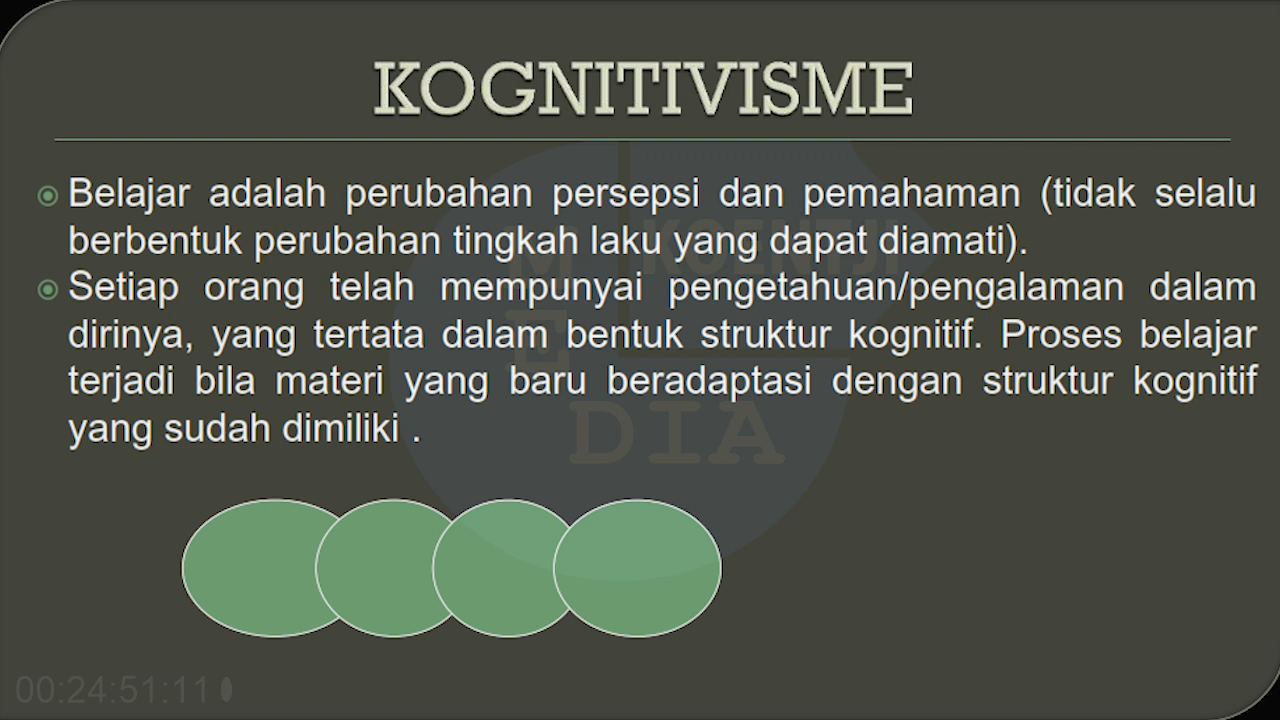 KOGNITIVISME
Belajar adalah perubahan persepsi dan pemahaman (tidak selalu
berbentuk perubahan tingkah laku yang dapat diamati).
Setiap orang telah mempunyai pengetahuan/pengalaman dalam
dirinya, yang tertata dalam bentuk struktur kognitif. Proses belajar
terjadi bila materi yang baru beradaptasi dengan struktur kognitif
yang sudah dimiliki .
KOENTJI
M
E
DIA
00:24:51:11